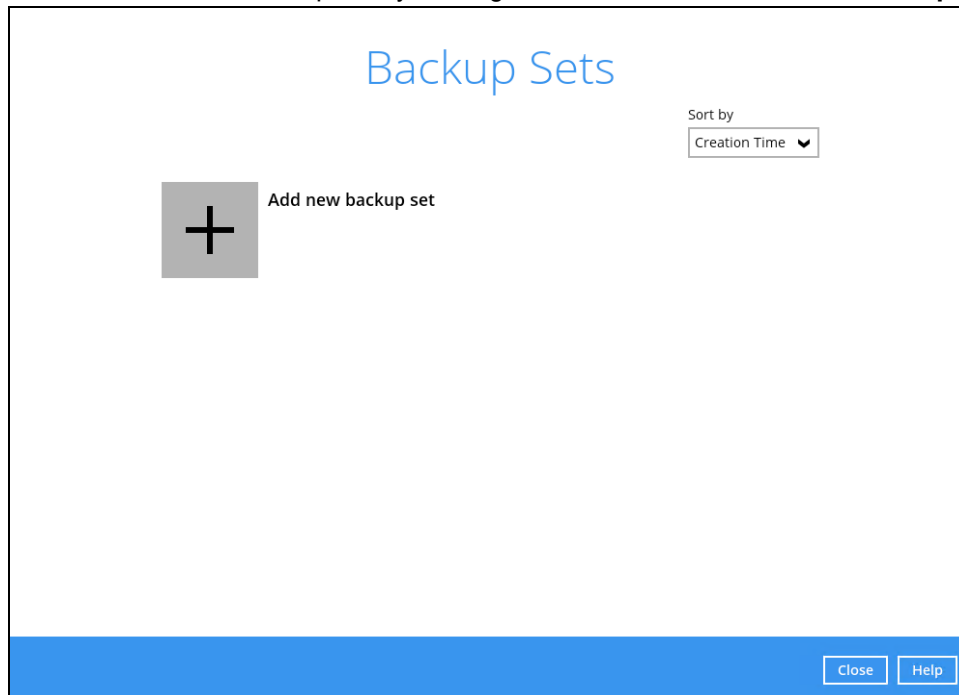 Backup Sets
Sort by
Creation Time
Add new backup set
Close
Help